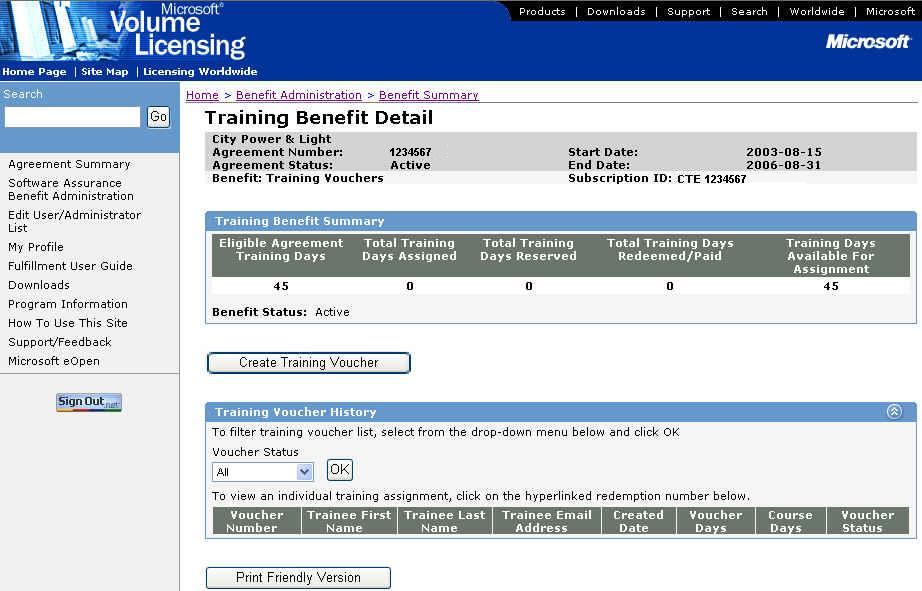 Microsoft®
Volume
Licensing
Products | Downloads | Support | Search | Worldwide | Microsoft
Microsoft
Home Page | Site Map | Licensing Worldwide
Search
Go
Agreement Summary
Software Assurance
Benefit Administration
Edit User/Administrator
List
My Profile
Fulfillment User Guide
Downloads
Program Information
How To Use This Site
Support/Feedback
Microsoft eOpen
Sign Out .net
Home > Benefit Administration > Benefit Summary
Training Benefit Detail
City Power & Light
Agreement Number: 1234567 Start Date: 2003-08-15
Agreement Status: Active End Date: 2006-08-31
Benefit: Training Vouchers Subscription ID: CTE 1234567
Training Benefit Summary
Eligible Agreement Total Training Total Training Total Training Days Training Days
Training Days Days Assigned Days Reserved Redeemed/Paid Available For
Assignment
45 0 0 0 45
Benefit Status: Active
Create Training Voucher
Training Voucher History
To filter training voucher list, select from the drop-down menu below and click OK
Voucher Status
All OK
To view an individual training assignment, click on the hyperlinked redemption number below.
Voucher Trainee First Trainee Last Trainee Email Created Voucher Course Voucher
Number Name Name Address Date Days Days Status
Print Friendly Version